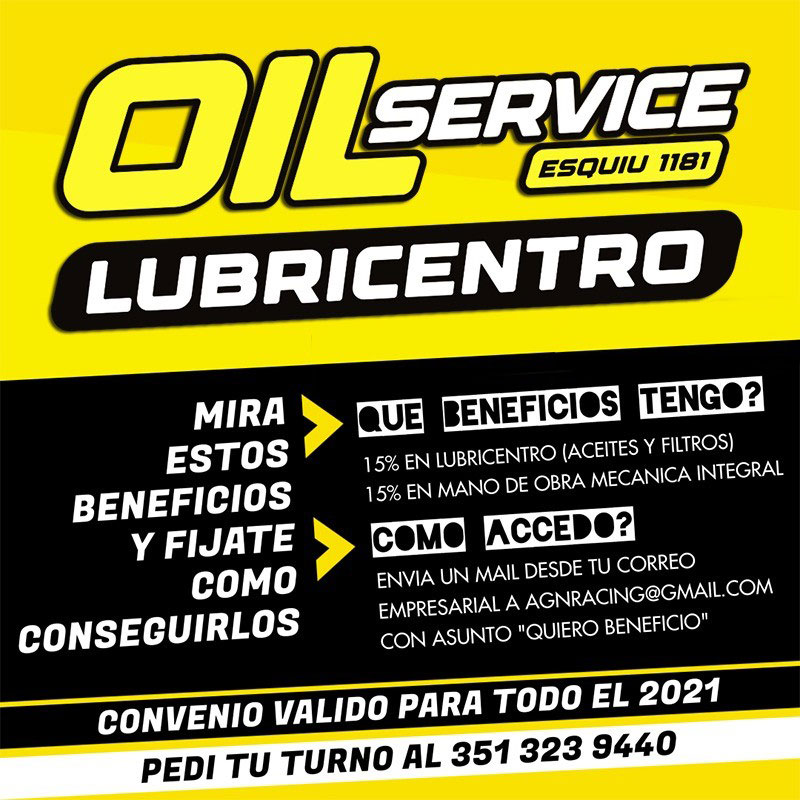 OIL SERVICE
ESQUIU 1181
LUBRICENTRO
MIRA
ESTOS
BENEFICIOS
Y FIJATE
COMO
CONSEGUIRLOS
QUE BENEFICIOS TENGO?
15% EN LUBRICENTRO (ACEITES Y FILTROS)
15% EN MANO DE OBRA MECANICA INTEGRAL
COMO ACCEDO?
ENVIA UN MAIL DESDE TU CORREO
EMPRESARIAL A AGNRACING@GMAIL.COM
CON ASUNTO "QUIERO BENEFICIO"
CONVENIO VALIDO PARA TODO EL 2021
PEDI TU TURNO AL 351 323 9440